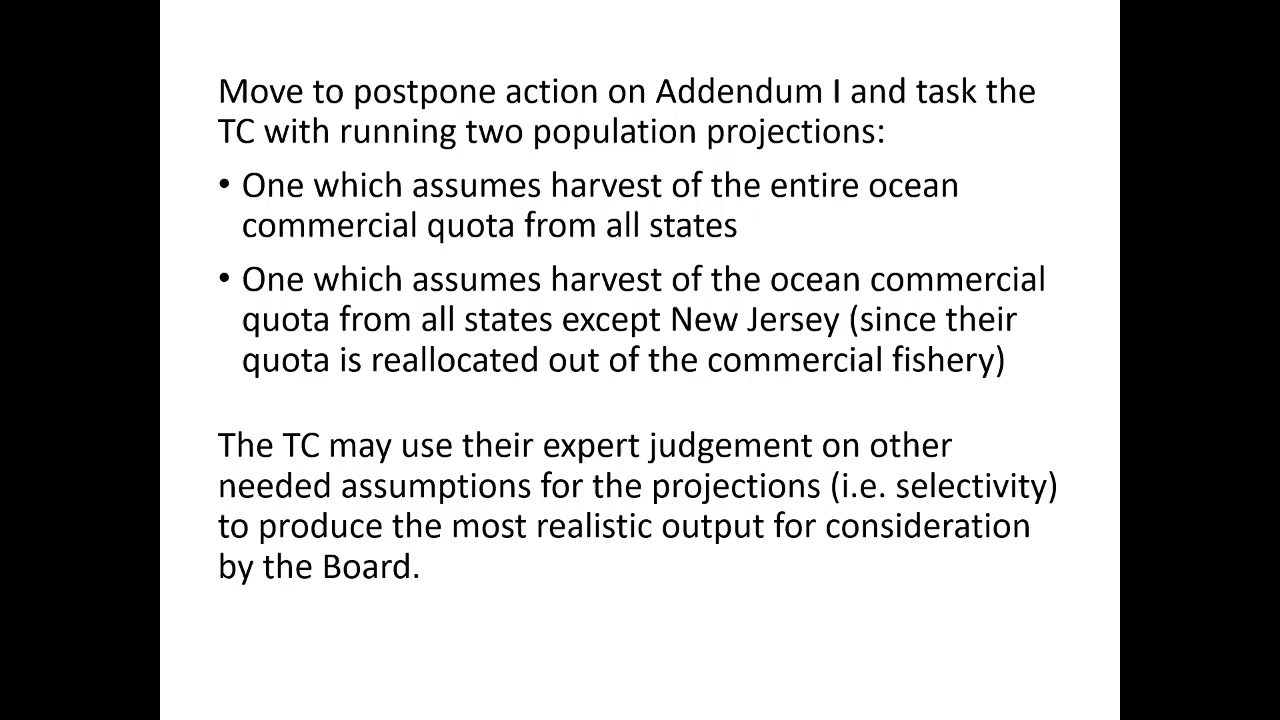 Move to postpone action on Addendum I and task the
TC with running two population projections:
• One which assumes harvest of the entire ocean
commercial quota from all states
• One which assumes harvest of the ocean commercial
quota from all states except New Jersey (since their
quota is reallocated out of the commercial fishery)
The TC may use their expert judgement on other
needed assumptions for the projections (i.e. selectivity)
to produce the most realistic output for consideration
by the Board.